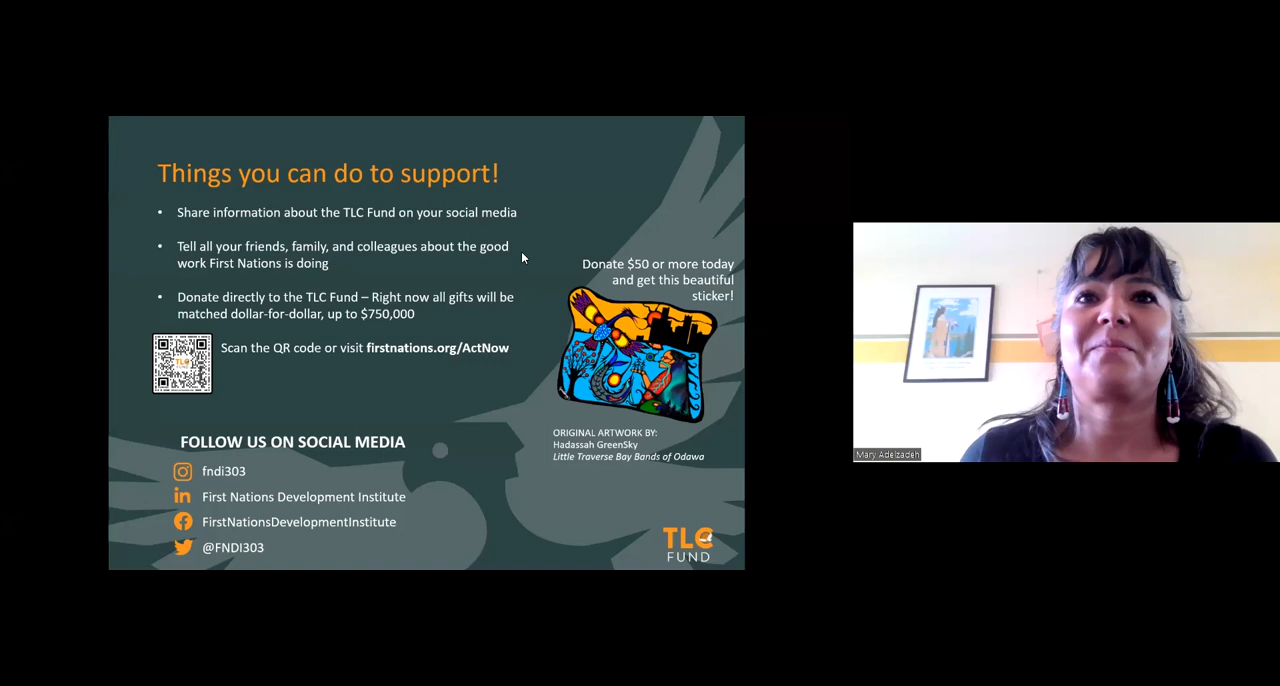 Things you can do to support!
• Share information about the TLC Fund on your social media
• Tell all your friends, family, and colleagues about the good
work First Nations is doing
• Donate directly to the TLC Fund – Right now all gifts will be
matched dollar-for-dollar, up to $750,000
Scan the QR code or visit firstnations.org/ActNow
TLC
Donate $50 or more today
and get this beautiful
sticker!
ORIGINAL ARTWORK BY:
Hadassah GreenSky
Little Traverse Bay Bands of Odawa
FOLLOW US ON SOCIAL MEDIA
fndi303
in First Nations Development Institute
FirstNationsDevelopmentInstitute
@FNDI303
TLC
FUND
Mary Adelzadeh